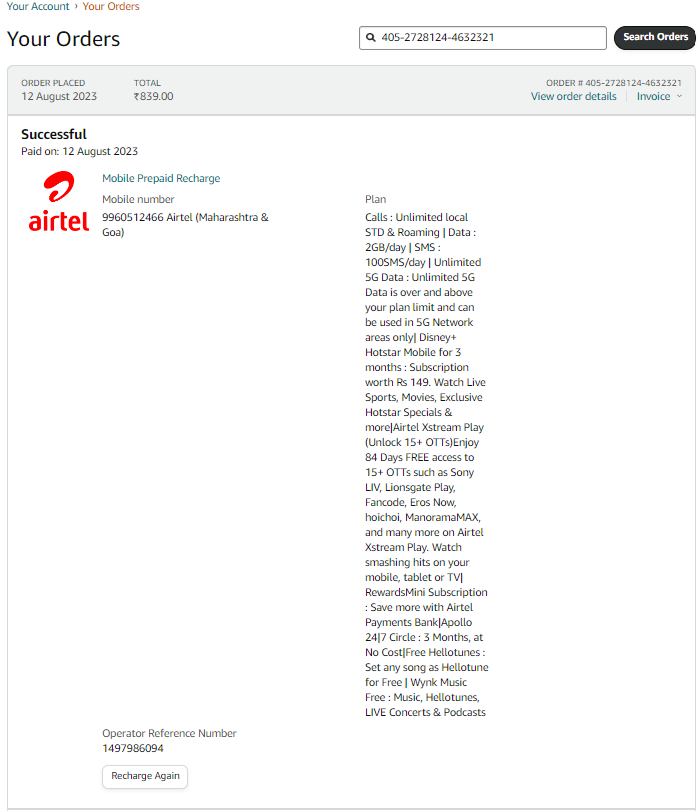 Your Account › Your Orders
Your Orders
405-2728124-4632321
Search Orders
ORDER PLACED
12 August 2023
TOTAL
₹839.00
ORDER # 405-2728124-4632321
View order details | Invoice
Successful
Paid on: 12 August 2023
airtel
Mobile Prepaid Recharge
Mobile number
9960512466 Airtel (Maharashtra &
Goa)
Plan
Calls : Unlimited local
STD & Roaming | Data :
2GB/day | SMS :
100SMS/day | Unlimited
5G Data : Unlimited 5G
Data is over and above
your plan limit and can
be used in 5G Network
areas only| Disney+
Hotstar Mobile for 3
months : Subscription
worth Rs 149. Watch Live
Sports, Movies, Exclusive
Hotstar Specials &
more|Airtel Xstream Play
(Unlock 15+ OTTs)Enjoy
84 Days FREE access to
15+ OTTs such as Sony
LIV, Lionsgate Play,
Fancode, Eros Now,
hoichoi, ManoramaMAX,
and many more on Airtel
Xstream Play. Watch
smashing hits on your
mobile, tablet or TV|
RewardsMini Subscription
: Save more with Airtel
Payments Bank|Apollo
24|7 Circle : 3 Months, at
No Cost|Free Hellotunes :
Set any song as Hellotune
for Free | Wynk Music
Free : Music, Hellotunes,
LIVE Concerts & Podcasts
Operator Reference Number
1497986094
Recharge Again